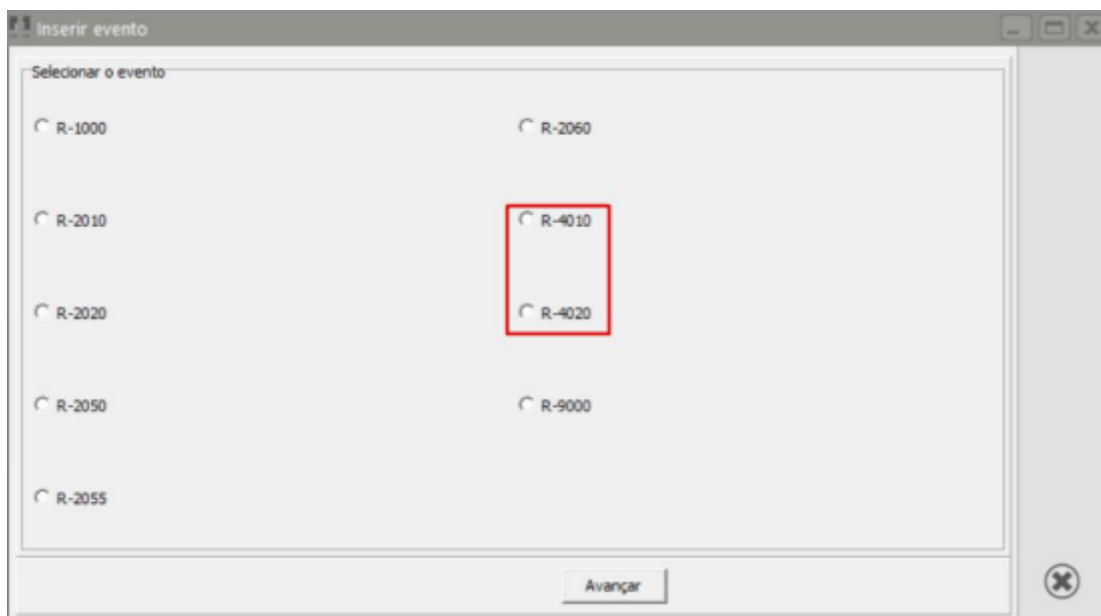 Inserir evento
Selecionar o evento
R-1000
R-2060
R-2010
R-4010
R-2020
R-4020
R-2050
R-9000
R-2055
Avançar